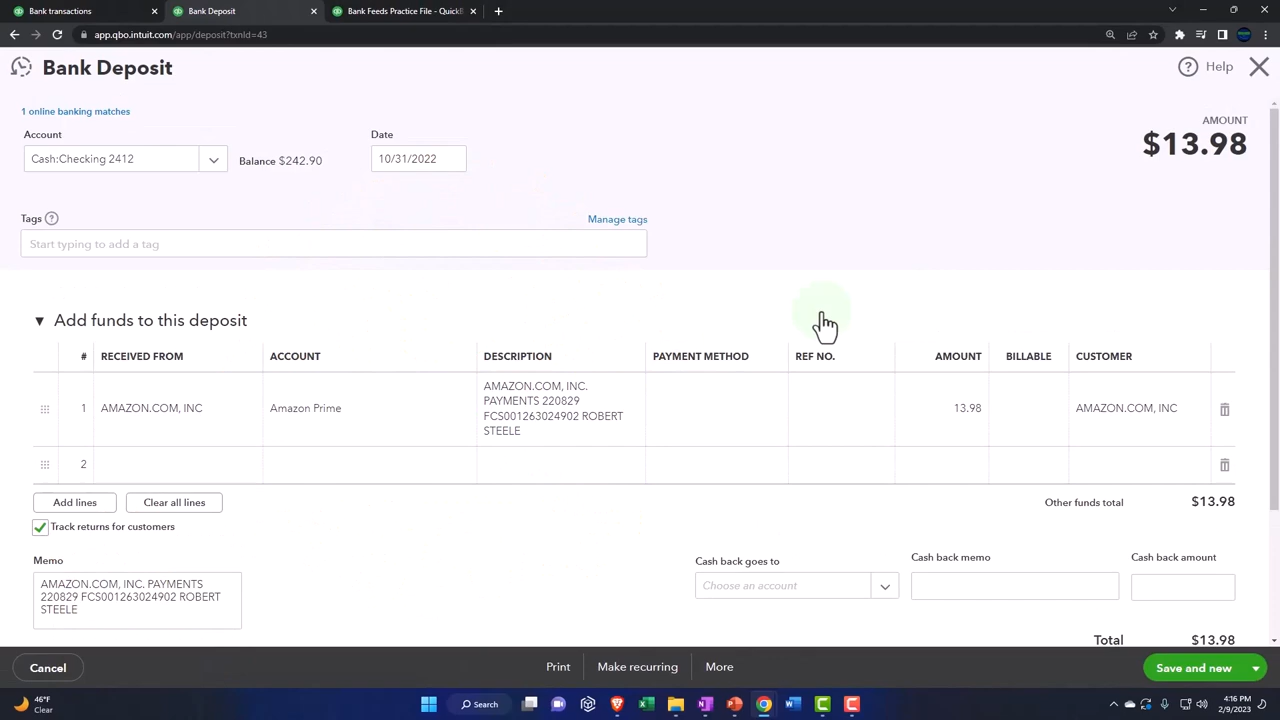 Bank transactions
Bank Deposit
Bank Feeds Practice File – QuickB
app.qbo.intuit.com/app/deposit?txnId=43
Bank Deposit
Help
1 online banking matches
AMOUNT
$13.98
Account
Date
Cash:Checking 2412
Balance $242.90
10/31/2022
Tags
Manage tags
Start typing to add a tag
Add funds to this deposit
# RECEIVED FROM ACCOUNT DESCRIPTION PAYMENT METHOD REF NO. AMOUNT BILLABLE CUSTOMER
1 AMAZON.COM, INC Amazon Prime
AMAZON.COM, INC.
PAYMENTS 220829
FCS001263024902 ROBERT
STEELE
13.98 AMAZON.COM, INC
2
Add lines
Clear all lines
Other funds total $13.98
Track returns for customers
Memo
AMAZON.COM, INC. PAYMENTS
220829 FCS001263024902 ROBERT
STEELE
Cash back goes to
Choose an account
Cash back memo
Cash back amount
Total $13.98
Cancel
Print
Make recurring
More
Save and new
46°F
Clear
Search
4:16 PM
2/9/2023